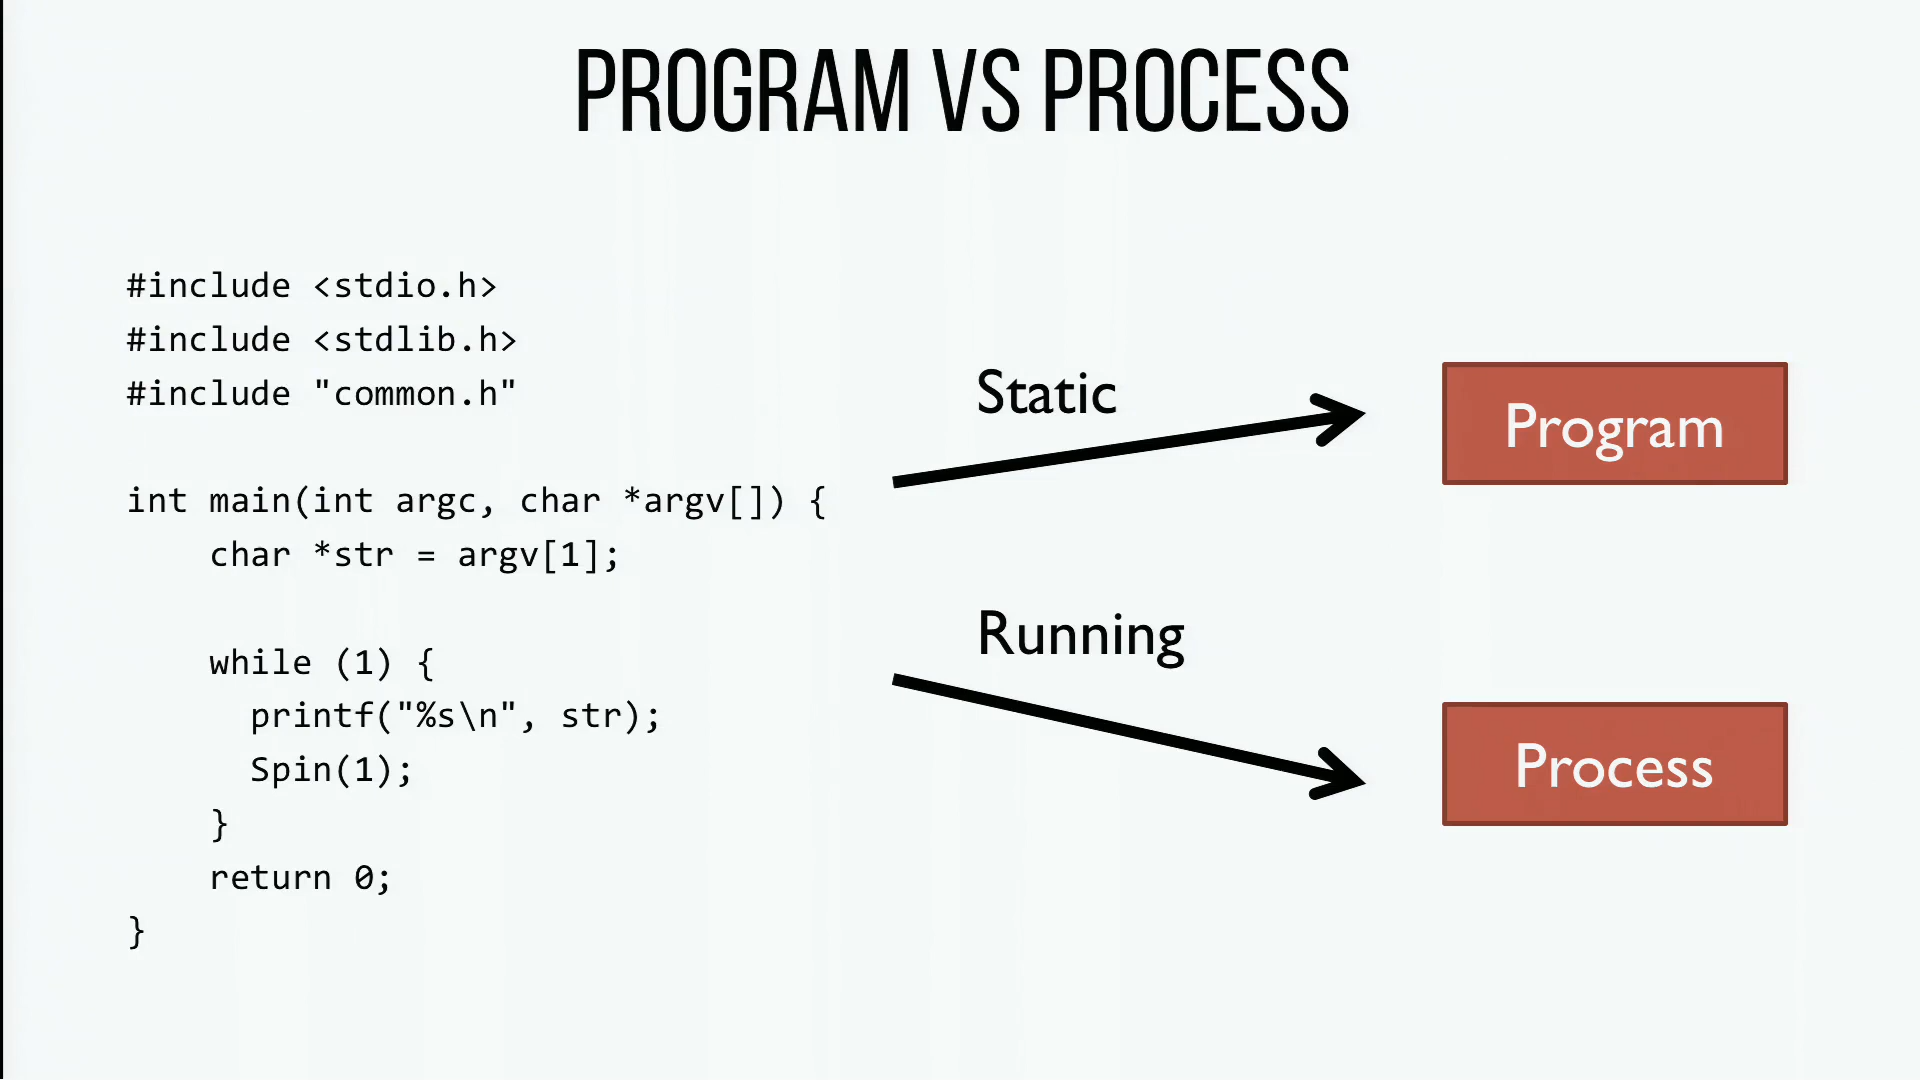 PROGRAM VS PROCESS
#include <stdio.h>
#include <stdlib.h>
#include "common.h"
int main(int argc, char *argv[]) {
    char *str = argv[1];
    while (1) {
      printf("%s\n", str);
      Spin(1);
    }
    return 0;
}
Static
Program
Running
Process